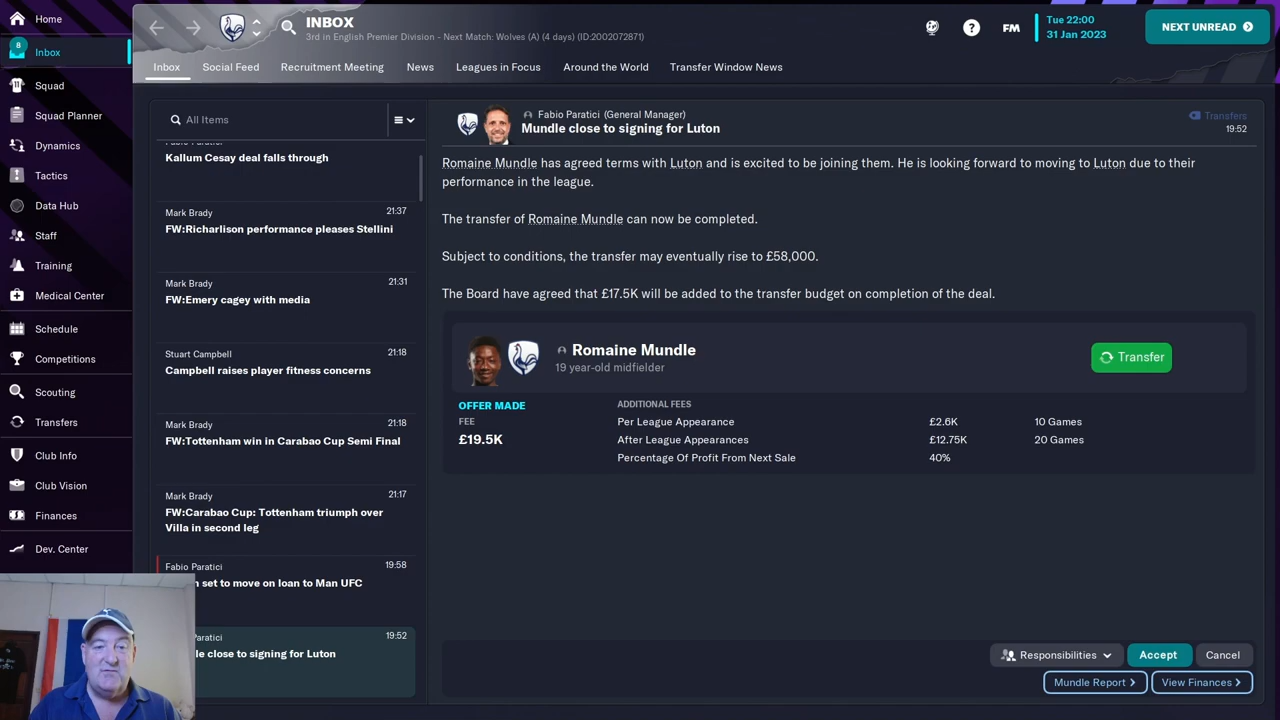 Home
8
Inbox
Squad
Squad Planner
Dynamics
Tactics
Data Hub
Staff
Training
Medical Center
Schedule
Competitions
Scouting
Transfers
Club Info
Club Vision
Finances
Dev. Center
INBOX
3rd in English Premier Division - Next Match: Wolves (A) (4 days) (ID:2002072871)
?
FM
Tue 22:00
31 Jan 2023
NEXT UNREAD
Inbox
Social Feed
Recruitment Meeting
News
Leagues in Focus
Around the World
Transfer Window News
All Items
Kallum Cesay deal falls through
Mark Brady 21:37
FW:Richarlison performance pleases Stellini
Mark Brady 21:31
FW:Emery cagey with media
Stuart Campbell 21:18
Campbell raises player fitness concerns
Mark Brady 21:18
FW:Tottenham win in Carabao Cup Semi Final
Mark Brady 21:17
FW:Carabao Cup: Tottenham triumph over
Villa in second leg
Fabio Paratici 19:58
set to move on loan to Man UFC
Paratici 19:52
close to signing for Luton
Fabio Paratici (General Manager)
Mundle close to signing for Luton
Transfers
19:52
Romaine Mundle has agreed terms with Luton and is excited to be joining them. He is looking forward to moving to Luton due to their
performance in the league.
The transfer of Romaine Mundle can now be completed.
Subject to conditions, the transfer may eventually rise to £58,000.
The Board have agreed that £17.5K will be added to the transfer budget on completion of the deal.
Romaine Mundle
19 year-old midfielder
Transfer
OFFER MADE
FEE
£19.5K
ADDITIONAL FEES
Per League Appearance £2.6K 10 Games
After League Appearances £12.75K 20 Games
Percentage Of Profit From Next Sale 40%
Responsibilities
Accept
Cancel
Mundle Report
View Finances